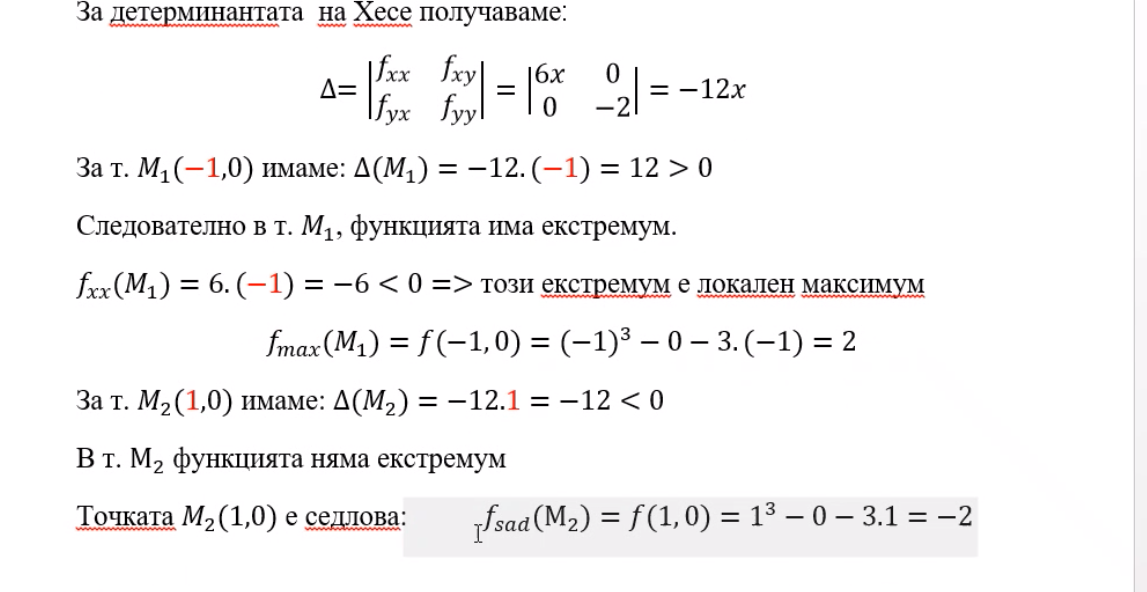 За детерминантата на Хесе получаваме:
Δ= |f_xx f_xy; f_yx f_yy| = |6x 0; 0 −2| = −12x
За т. M₁(−1,0) имаме: Δ(M₁) = −12.(−1) = 12 > 0
Следователно в т. M₁, функцията има екстремум.
f_xx(M₁) = 6.(−1) = −6 < 0 => този екстремум е локален максимум
f_max(M₁) = f(−1,0) = (−1)³ − 0 − 3.(−1) = 2
За т. M₂(1,0) имаме: Δ(M₂) = −12.1 = −12 < 0
В т. M₂ функцията няма екстремум
Точката M₂(1,0) е седлова: f_sad(M₂) = f(1,0) = 1³ − 0 − 3.1 = −2